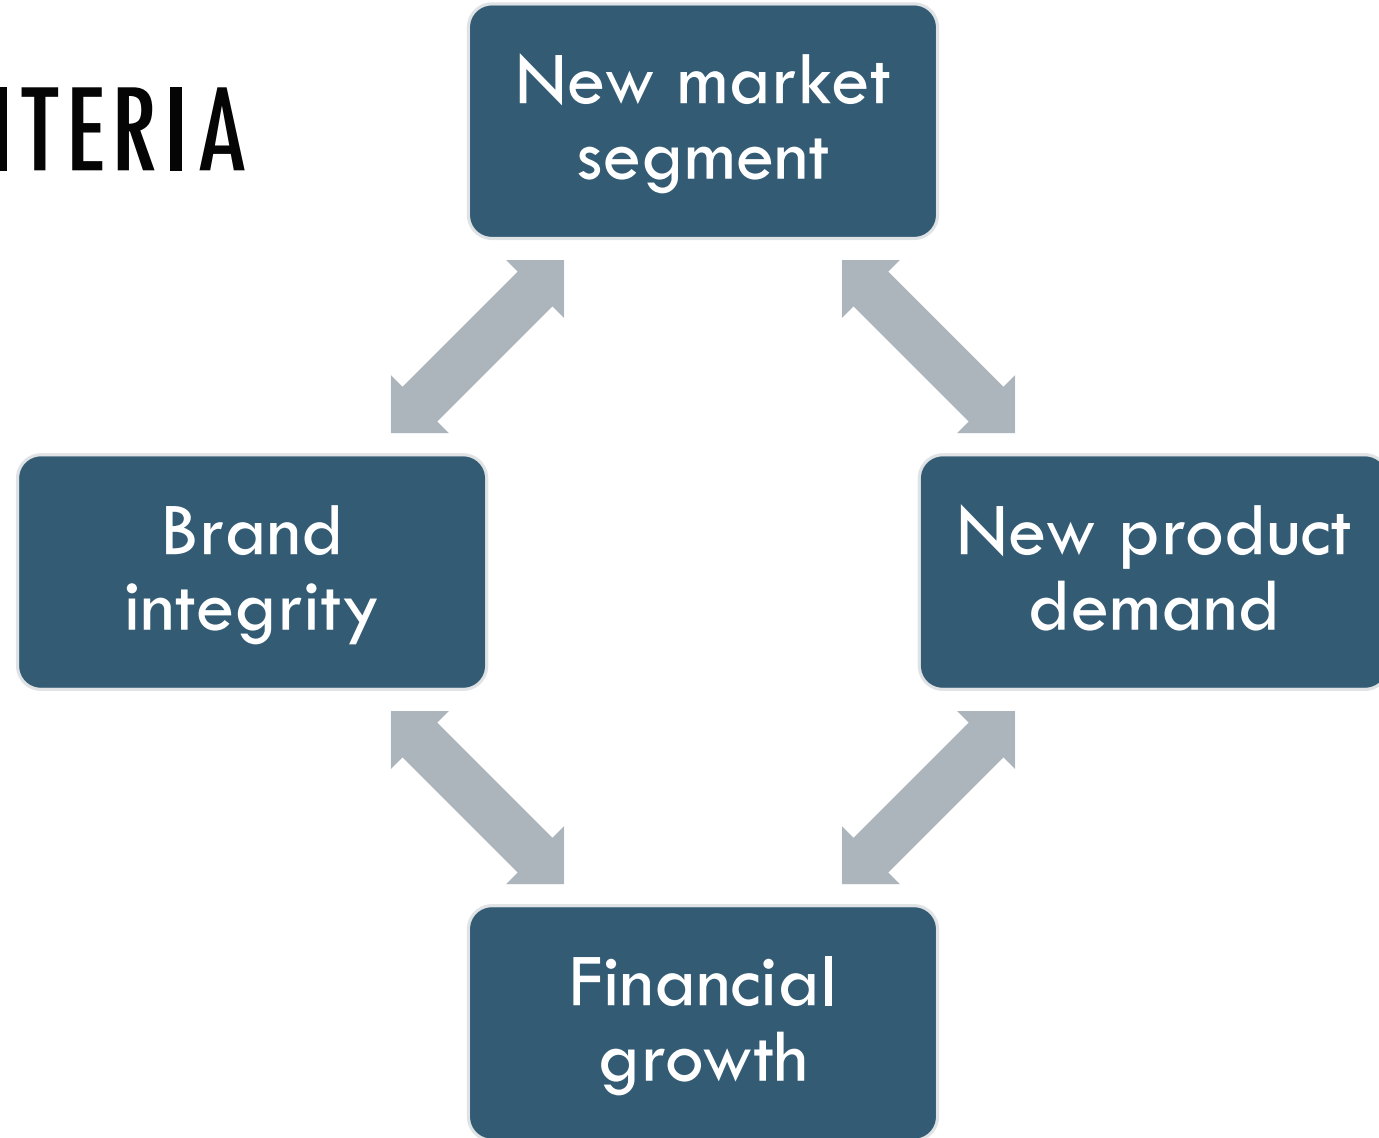 ITERIA
New market
segment
Brand
integrity
New product
demand
Financial
growth